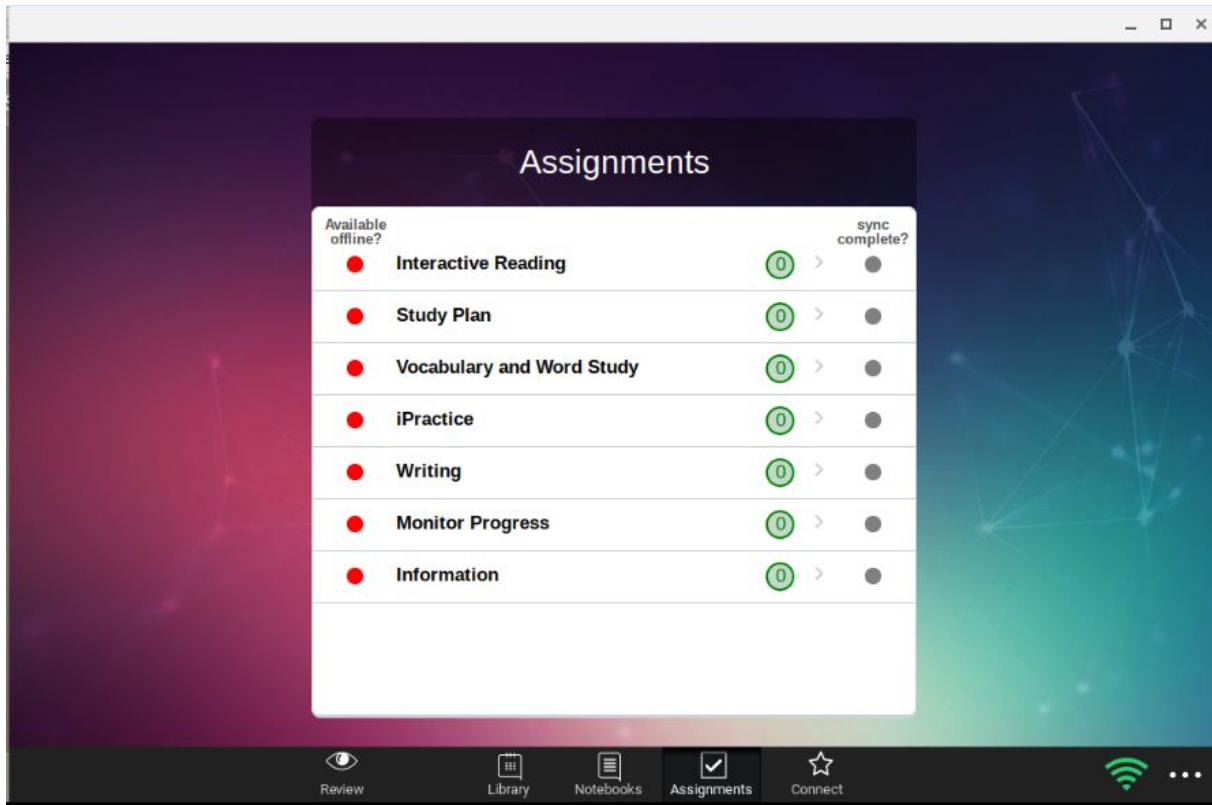 Assignments
Available
offline?
sync
complete?
Interactive Reading 0
Study Plan 0
Vocabulary and Word Study 0
iPractice 0
Writing 0
Monitor Progress 0
Information 0
Review Library Notebooks Assignments Connect